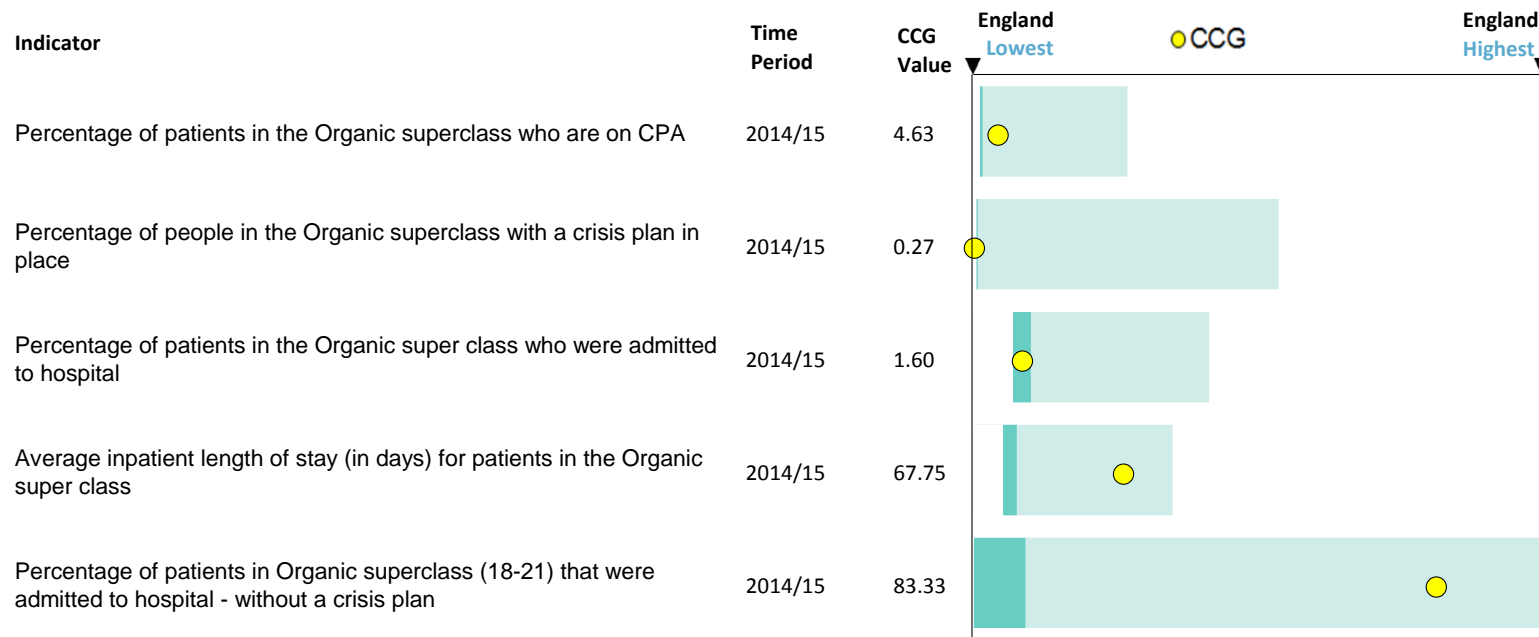 Indicator
Time
Period
CCG
Value
England
Lowest
CCG
England
Highest
Percentage of patients in the Organic superclass who are on CPA
2014/15
4.63
Percentage of people in the Organic superclass with a crisis plan in
place
2014/15
0.27
Percentage of patients in the Organic super class who were admitted
to hospital
2014/15
1.60
Average inpatient length of stay (in days) for patients in the Organic
super class
2014/15
67.75
Percentage of patients in Organic superclass (18-21) that were
admitted to hospital - without a crisis plan
2014/15
83.33